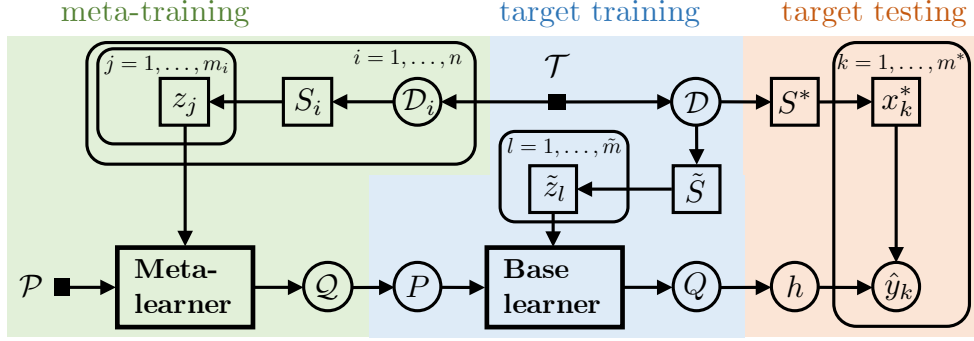 meta-training target training target testing
j = 1, . . . , m_i i = 1, . . . , n 𝒯 k = 1, . . . , m*
z_j S_i 𝒟_i 𝒟 S* x*_k
l = 1, . . . , m̃
z̃_l S̃
𝒫 Meta-
learner 𝒬 P Base
learner Q h ŷ_k